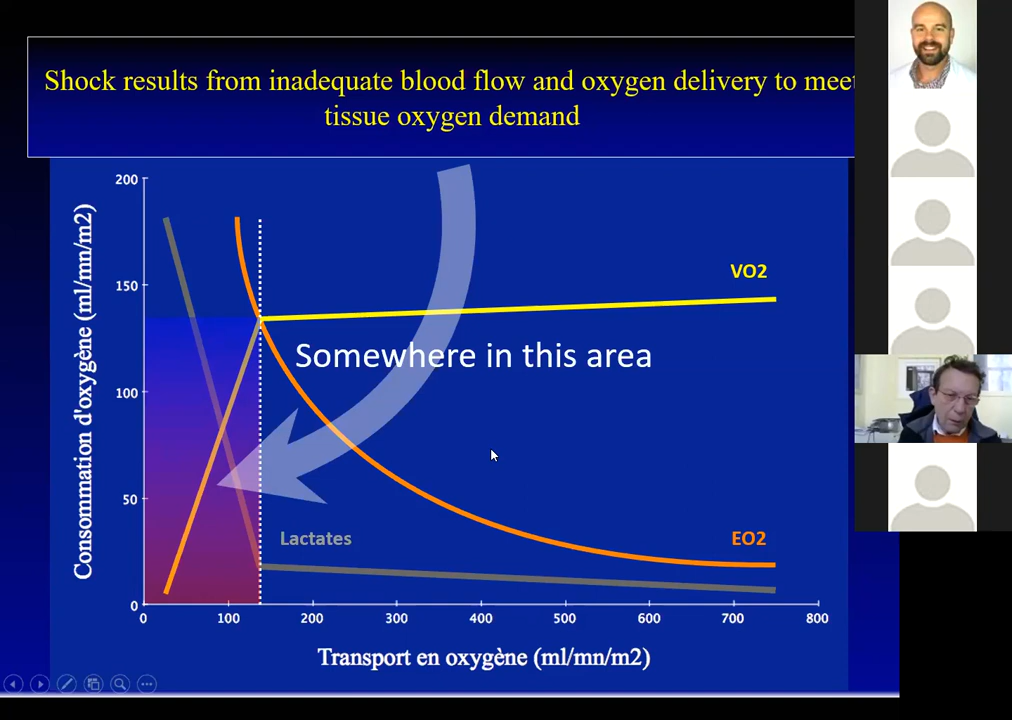 Shock results from inadequate blood flow and oxygen delivery to meet
tissue oxygen demand
200
150
100
50
0
Consommation d'oxygène (ml/mn/m2)
VO2
Somewhere in this area
Lactates
EO2
0 100 200 300 400 500 600 700 800
Transport en oxygène (ml/mn/m2)